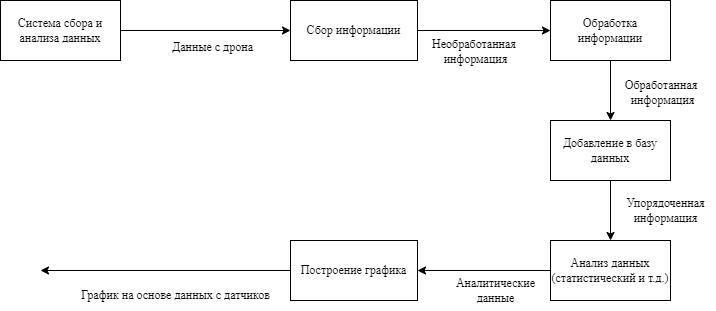 Система сбора и
анализа данных
Данные с дрона
Сбор информации
Необработанная
информация
Обработка
информации
Обработанная
информация
Добавление в базу
данных
Упорядоченная
информация
Анализ данных
(статистический и т.д.)
Аналитические
данные
Построение графика
График на основе данных с датчиков